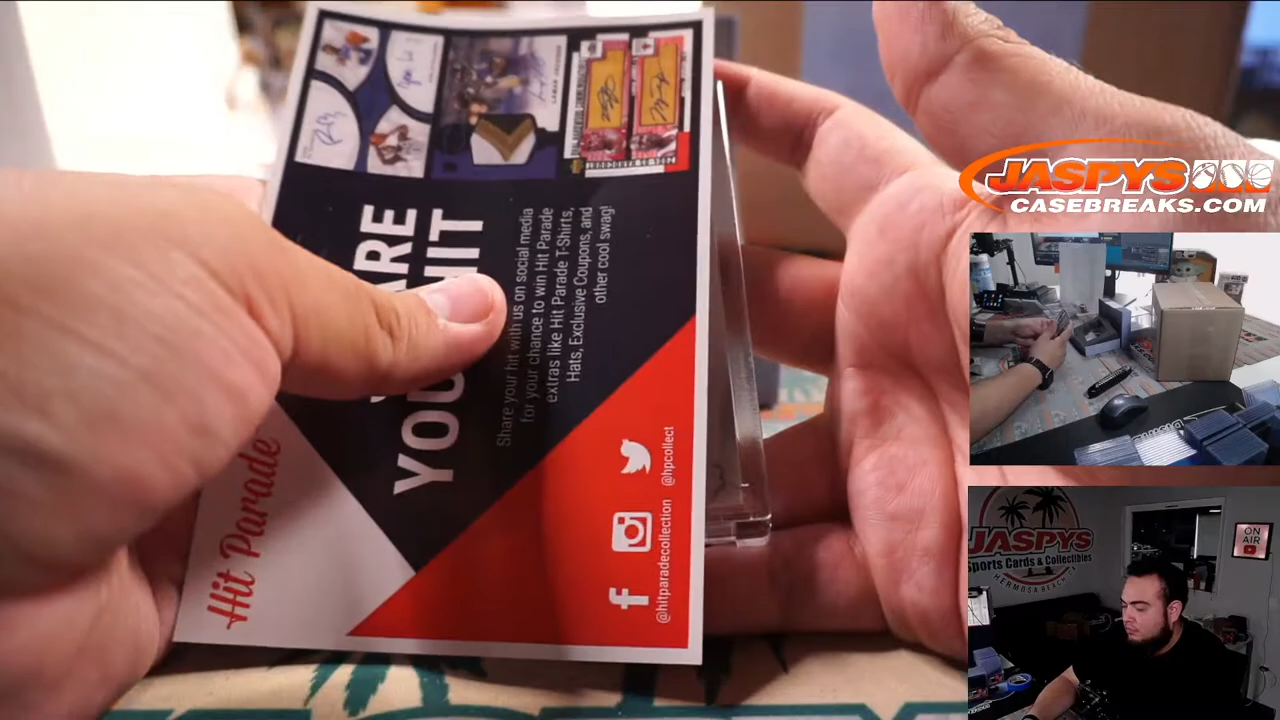 Hit Parade
ARE
YOU HIT
Share your hit with us on social media
for your chance to win Hit Parade
extras like Hit Parade T-Shirts,
Hats, Exclusive Coupons, and
other cool swag!
@hitparadecollection
@hpcollect
JASPYS
CASEBREAKS.COM
JASPYS
Sports Cards & Collectibles
HERMOSA BEACH, CA
ON
AIR